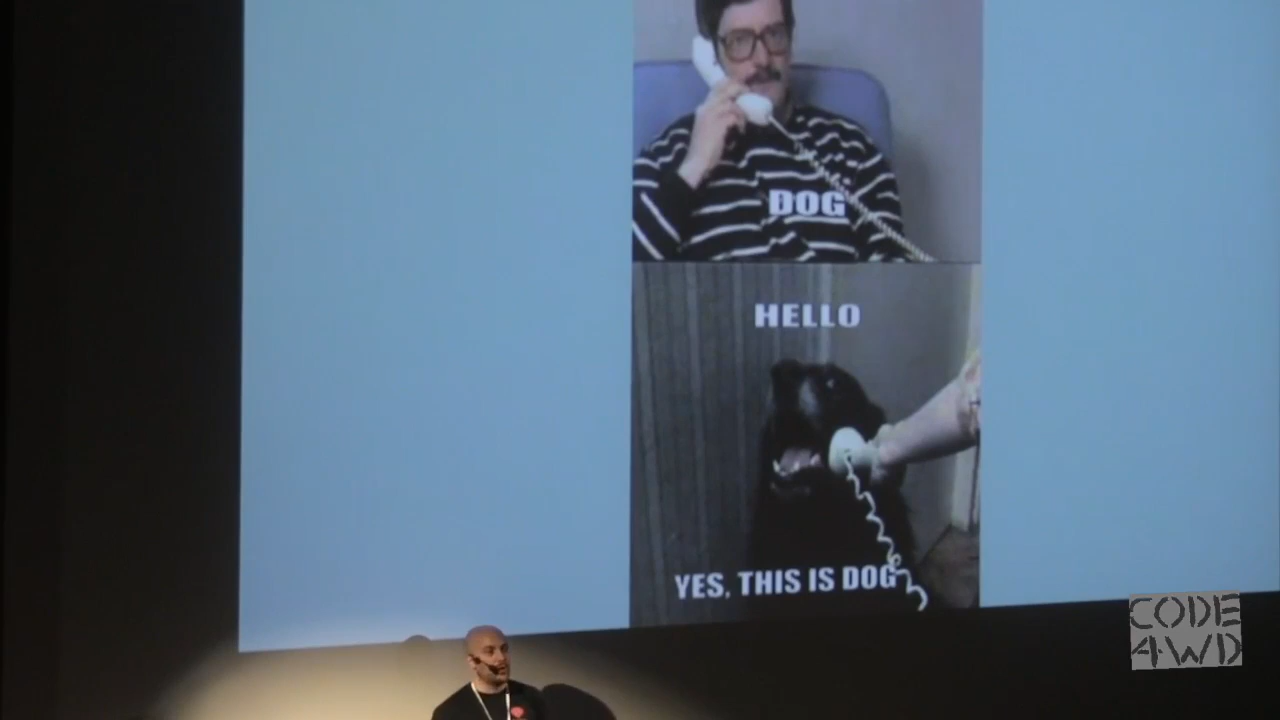 DOG
HELLO
YES, THIS IS DOG
CODE
4WD